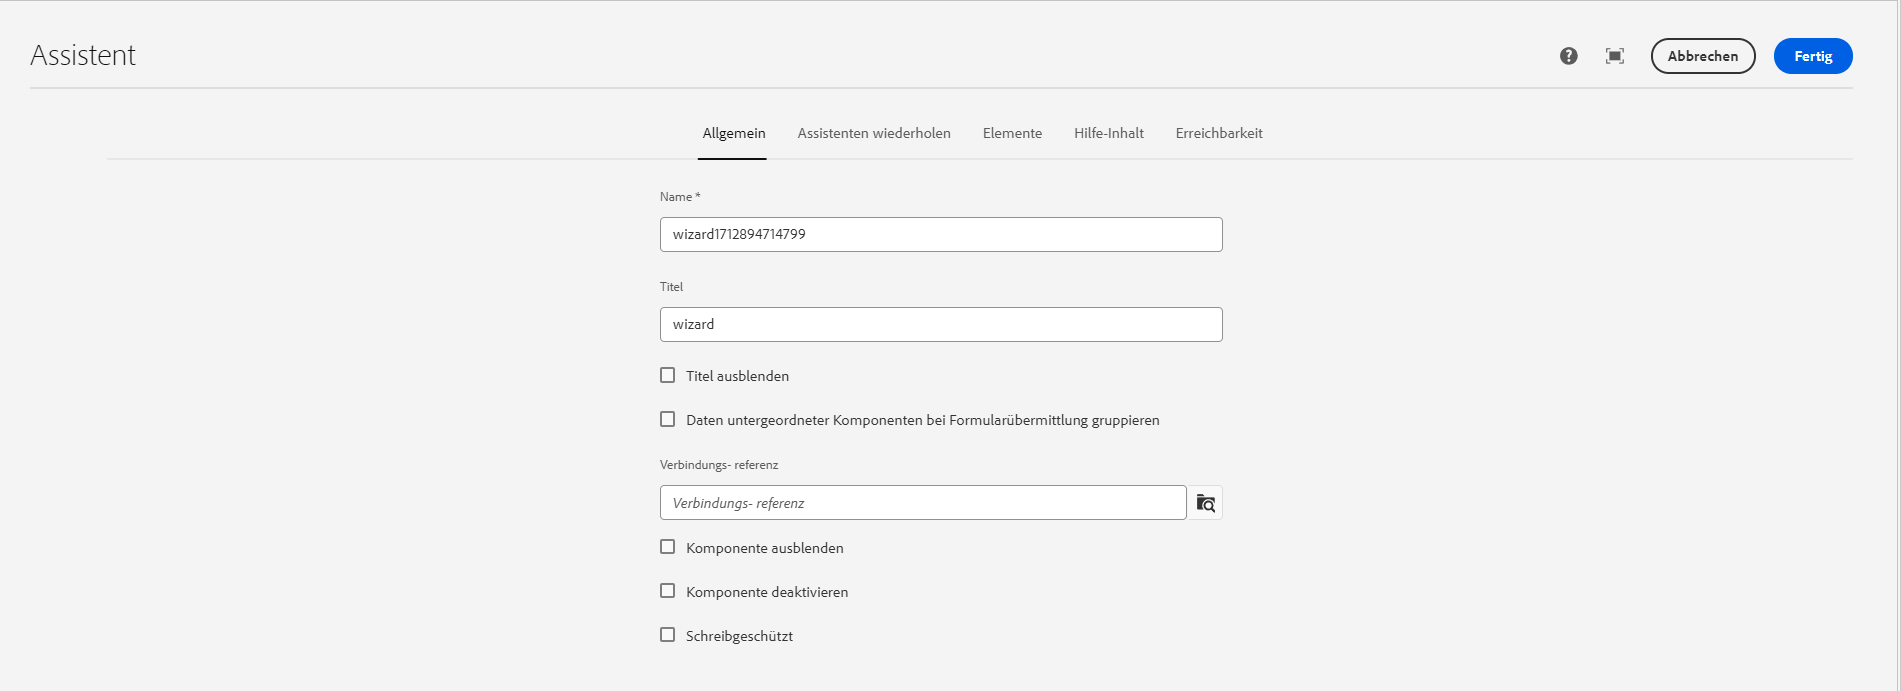 Assistent
Abbrechen
Fertig
Allgemein
Assistenten wiederholen
Elemente
Hilfe-Inhalt
Erreichbarkeit
Name *
wizard1712894714799
Titel
wizard
Titel ausblenden
Daten untergeordneter Komponenten bei Formularübermittlung gruppieren
Verbindungs- referenz
Verbindungs- referenz
Komponente ausblenden
Komponente deaktivieren
Schreibgeschützt